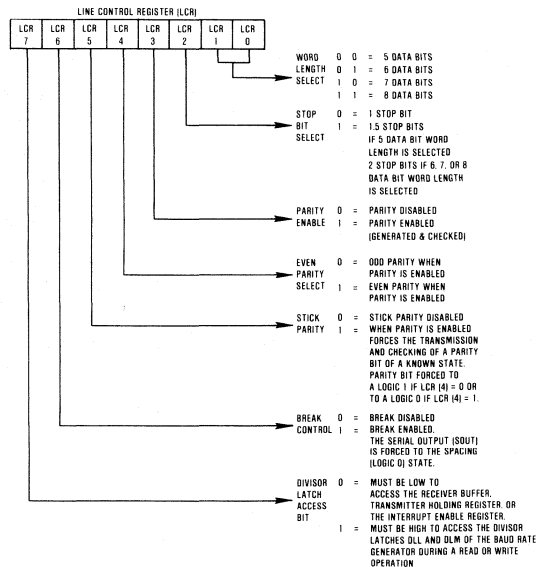 LINE CONTROL REGISTER (LCR)
LCR LCR LCR LCR LCR LCR LCR LCR
7 6 5 4 3 2 1 0
WORD 0 0 = 5 DATA BITS
LENGTH 0 1 = 6 DATA BITS
SELECT 1 0 = 7 DATA BITS
1 1 = 8 DATA BITS
STOP 0 = 1 STOP BIT
BIT 1 = 1.5 STOP BITS
SELECT IF 5 DATA BIT WORD
LENGTH IS SELECTED
2 STOP BITS IF 6, 7, OR 8
DATA BIT WORD LENGTH
IS SELECTED
PARITY 0 = PARITY DISABLED
ENABLE 1 = PARITY ENABLED
(GENERATED & CHECKED)
EVEN 0 = ODD PARITY WHEN
PARITY PARITY IS ENABLED
SELECT 1 = EVEN PARITY WHEN
PARITY IS ENABLED
STICK 0 = STICK PARITY DISABLED
PARITY 1 = WHEN PARITY IS ENABLED
FORCES THE TRANSMISSION
AND CHECKING OF A PARITY
BIT OF A KNOWN STATE.
PARITY BIT FORCED TO
A LOGIC 1 IF LCR (4) = 0 OR
TO A LOGIC 0 IF LCR (4) = 1.
BREAK 0 = BREAK DISABLED
CONTROL 1 = BREAK ENABLED.
THE SERIAL OUTPUT (SOUT)
IS FORCED TO THE SPACING
(LOGIC 0) STATE.
DIVISOR 0 = MUST BE LOW TO
LATCH ACCESS THE RECEIVER BUFFER,
ACCESS TRANSMITTER HOLDING REGISTER, OR
BIT THE INTERRUPT ENABLE REGISTER.
1 = MUST BE HIGH TO ACCESS THE DIVISOR
LATCHES DLL AND DLM OF THE BAUD RATE
GENERATOR DURING A READ OR WRITE
OPERATION